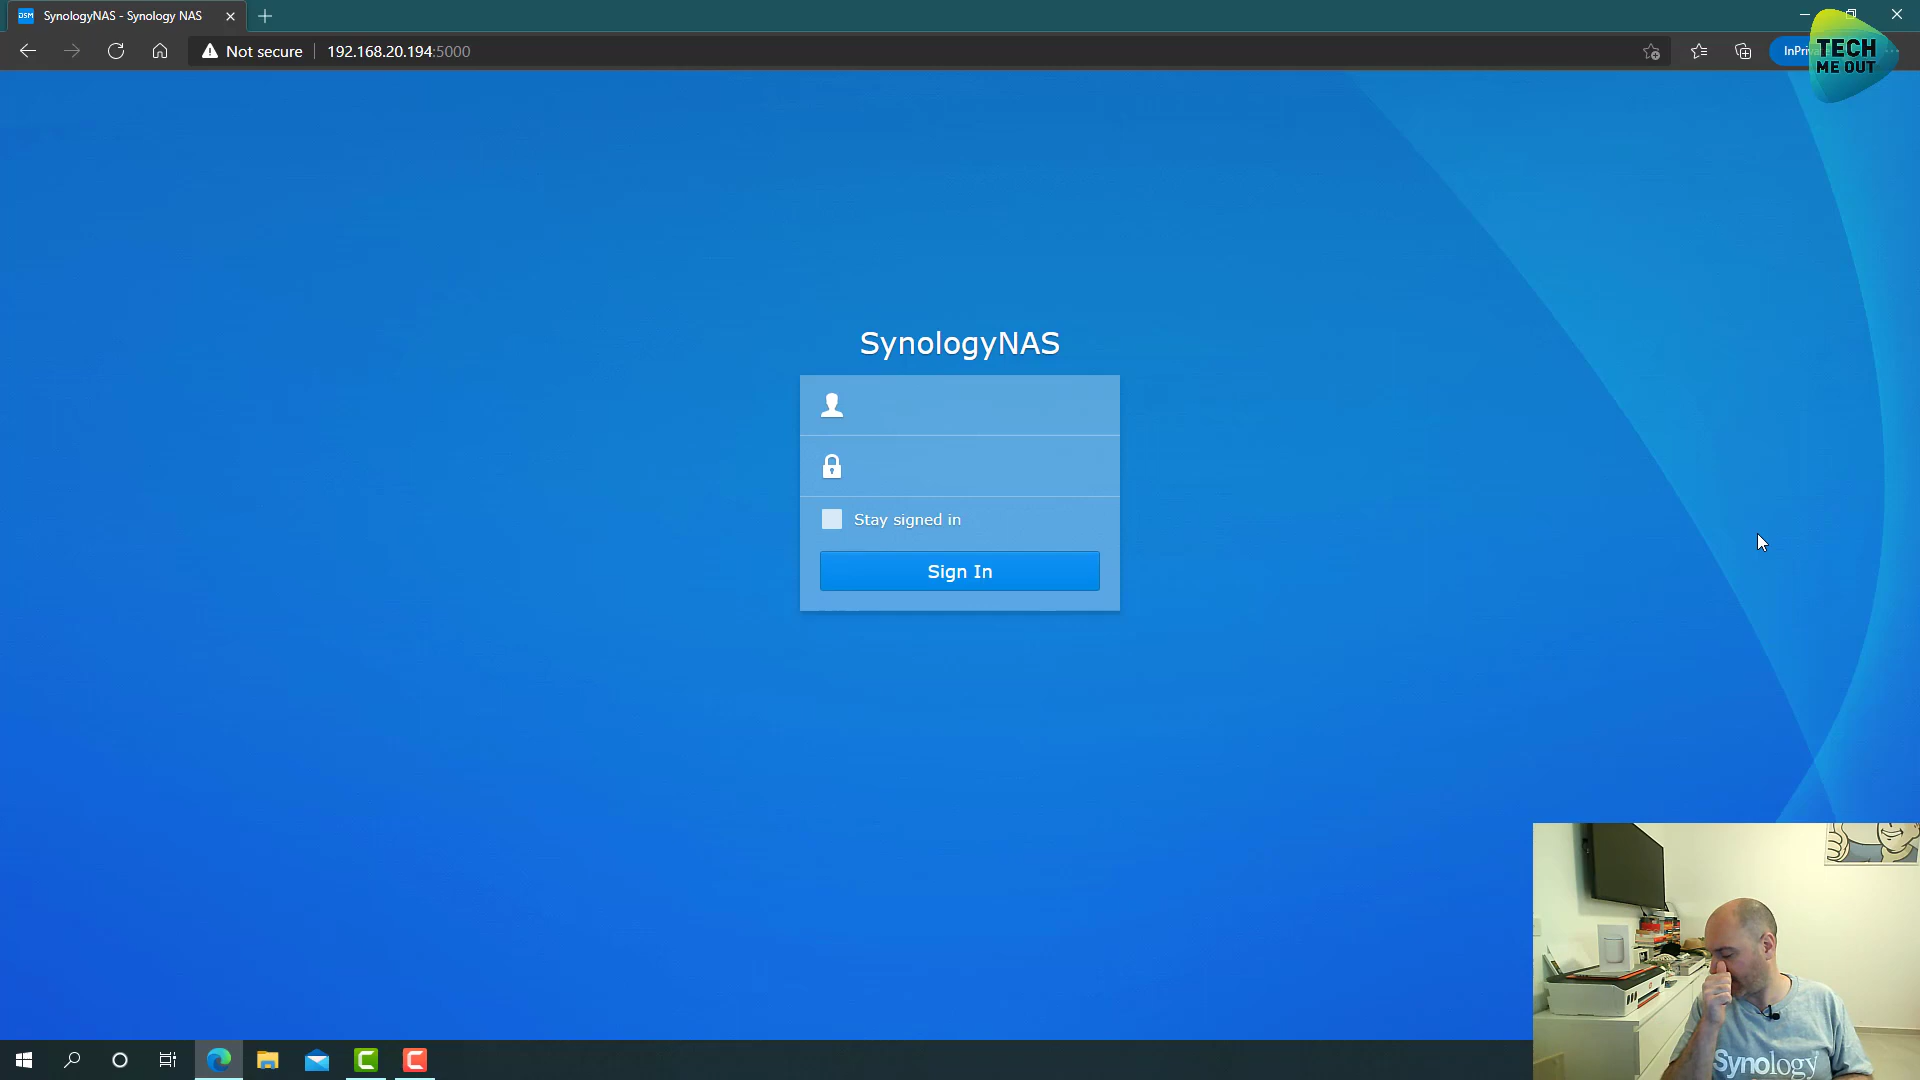 SynologyNAS - Synology NAS
Not secure
192.168.20.194:5000
InPriv
TECH
ME OUT
SynologyNAS
Stay signed in
Sign In
Synology